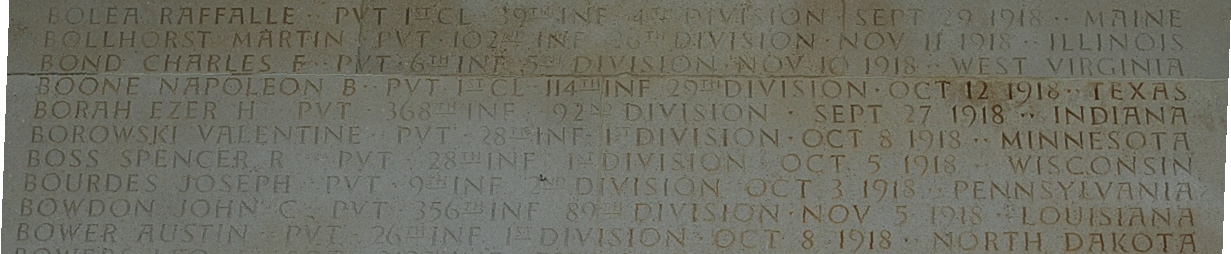 BOLEA RAFFALLE · PVT 1ST CL · 39TH INF · 4TH DIVISION · SEPT 29 1918 · · MAINE
BOLLHORST MARTIN · PVT · 102ND INF · 26TH DIVISION · NOV 11 1918 · · ILLINOIS
BOND CHARLES F · PVT · 6TH INF · 5TH DIVISION · NOV 10 1918 · · WEST VIRGINIA
BOONE NAPOLEON B · · PVT 1ST CL · 114TH INF 29TH DIVISION · OCT 12 1918 · · TEXAS
BORAH EZER H · PVT · 368TH INF · 92ND DIVISION · SEPT 27 1918 · · INDIANA
BOROWSKI VALENTINE · PVT · 28TH INF · 1ST DIVISION · OCT 8 1918 · · MINNESOTA
BOSS SPENCER R · PVT · 28TH INF · 1ST DIVISION · OCT 5 1918 · · WISCONSIN
BOURDES JOSEPH · PVT · 9TH INF · 2ND DIVISION · OCT 3 1918 · · PENNSYLVANIA
BOWDON JOHN C · PVT · 356TH INF · 89TH DIVISION · NOV 5 1918 · · LOUISIANA
BOWER AUSTIN · PVT · 26TH INF · 1ST DIVISION · OCT 8 1918 · · NORTH DAKOTA